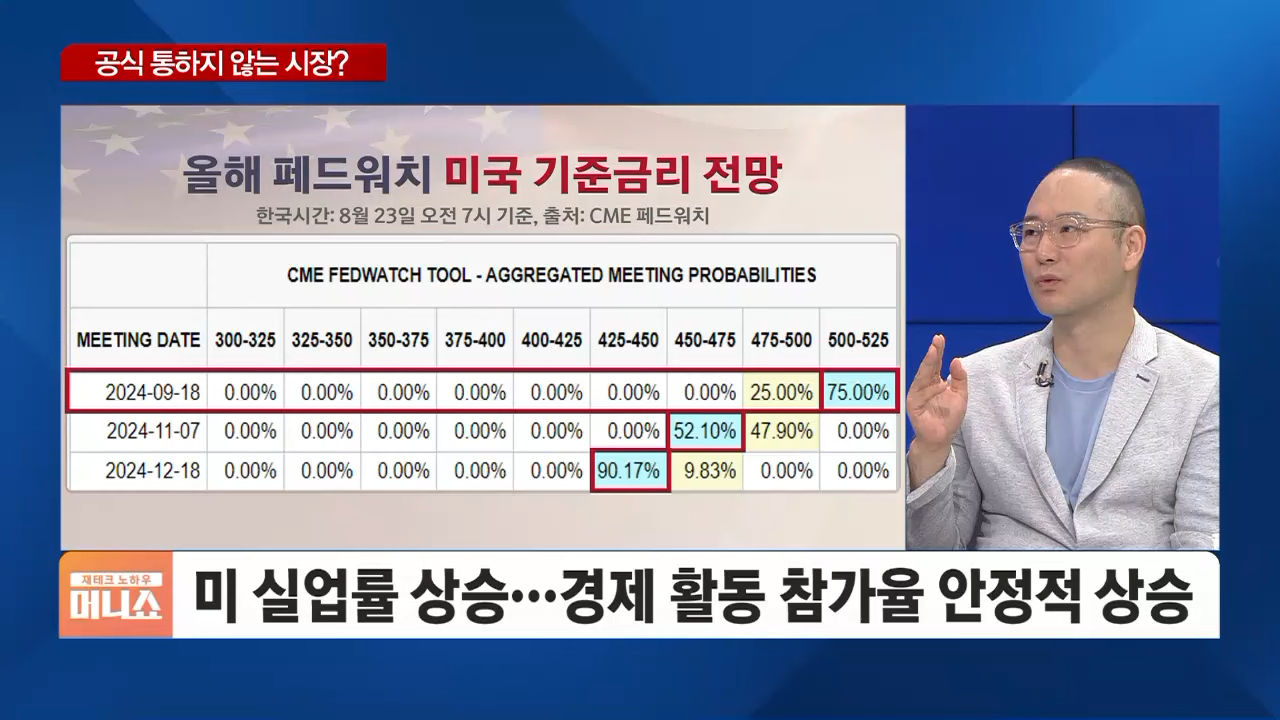 공식 통하지 않는 시장?
올해 페드워치 미국 기준금리 전망
한국시간: 8월 23일 오전 7시 기준, 출처: CME 페드워치
CME FEDWATCH TOOL - AGGREGATED MEETING PROBABILITIES
MEETING DATE 300-325 325-350 350-375 375-400 400-425 425-450 450-475 475-500 500-525
2024-09-18 0.00% 0.00% 0.00% 0.00% 0.00% 0.00% 0.00% 25.00% 75.00%
2024-11-07 0.00% 0.00% 0.00% 0.00% 0.00% 0.00% 52.10% 47.90% 0.00%
2024-12-18 0.00% 0.00% 0.00% 0.00% 0.00% 90.17% 9.83% 0.00% 0.00%
재테크 노하우
머니쇼
미 실업률 상승…경제 활동 참가율 안정적 상승